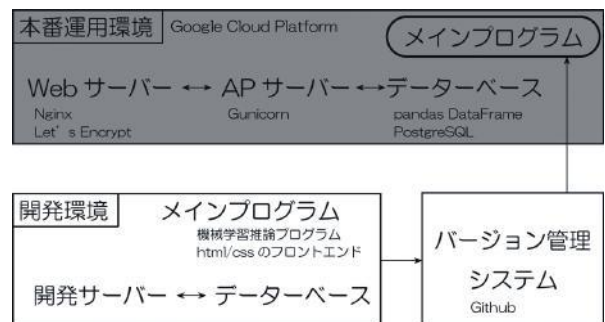 本番運用環境 Google Cloud Platform
メインプログラム
Web サーバー ↔ AP サーバー ↔ データーベース
Nginx Gunicorn pandas DataFrame
Let's Encrypt PostgreSQL
開発環境 メインプログラム
機械学習推論プログラム
html/css のフロントエンド
開発サーバー ↔ データーベース
バージョン管理
システム
Github